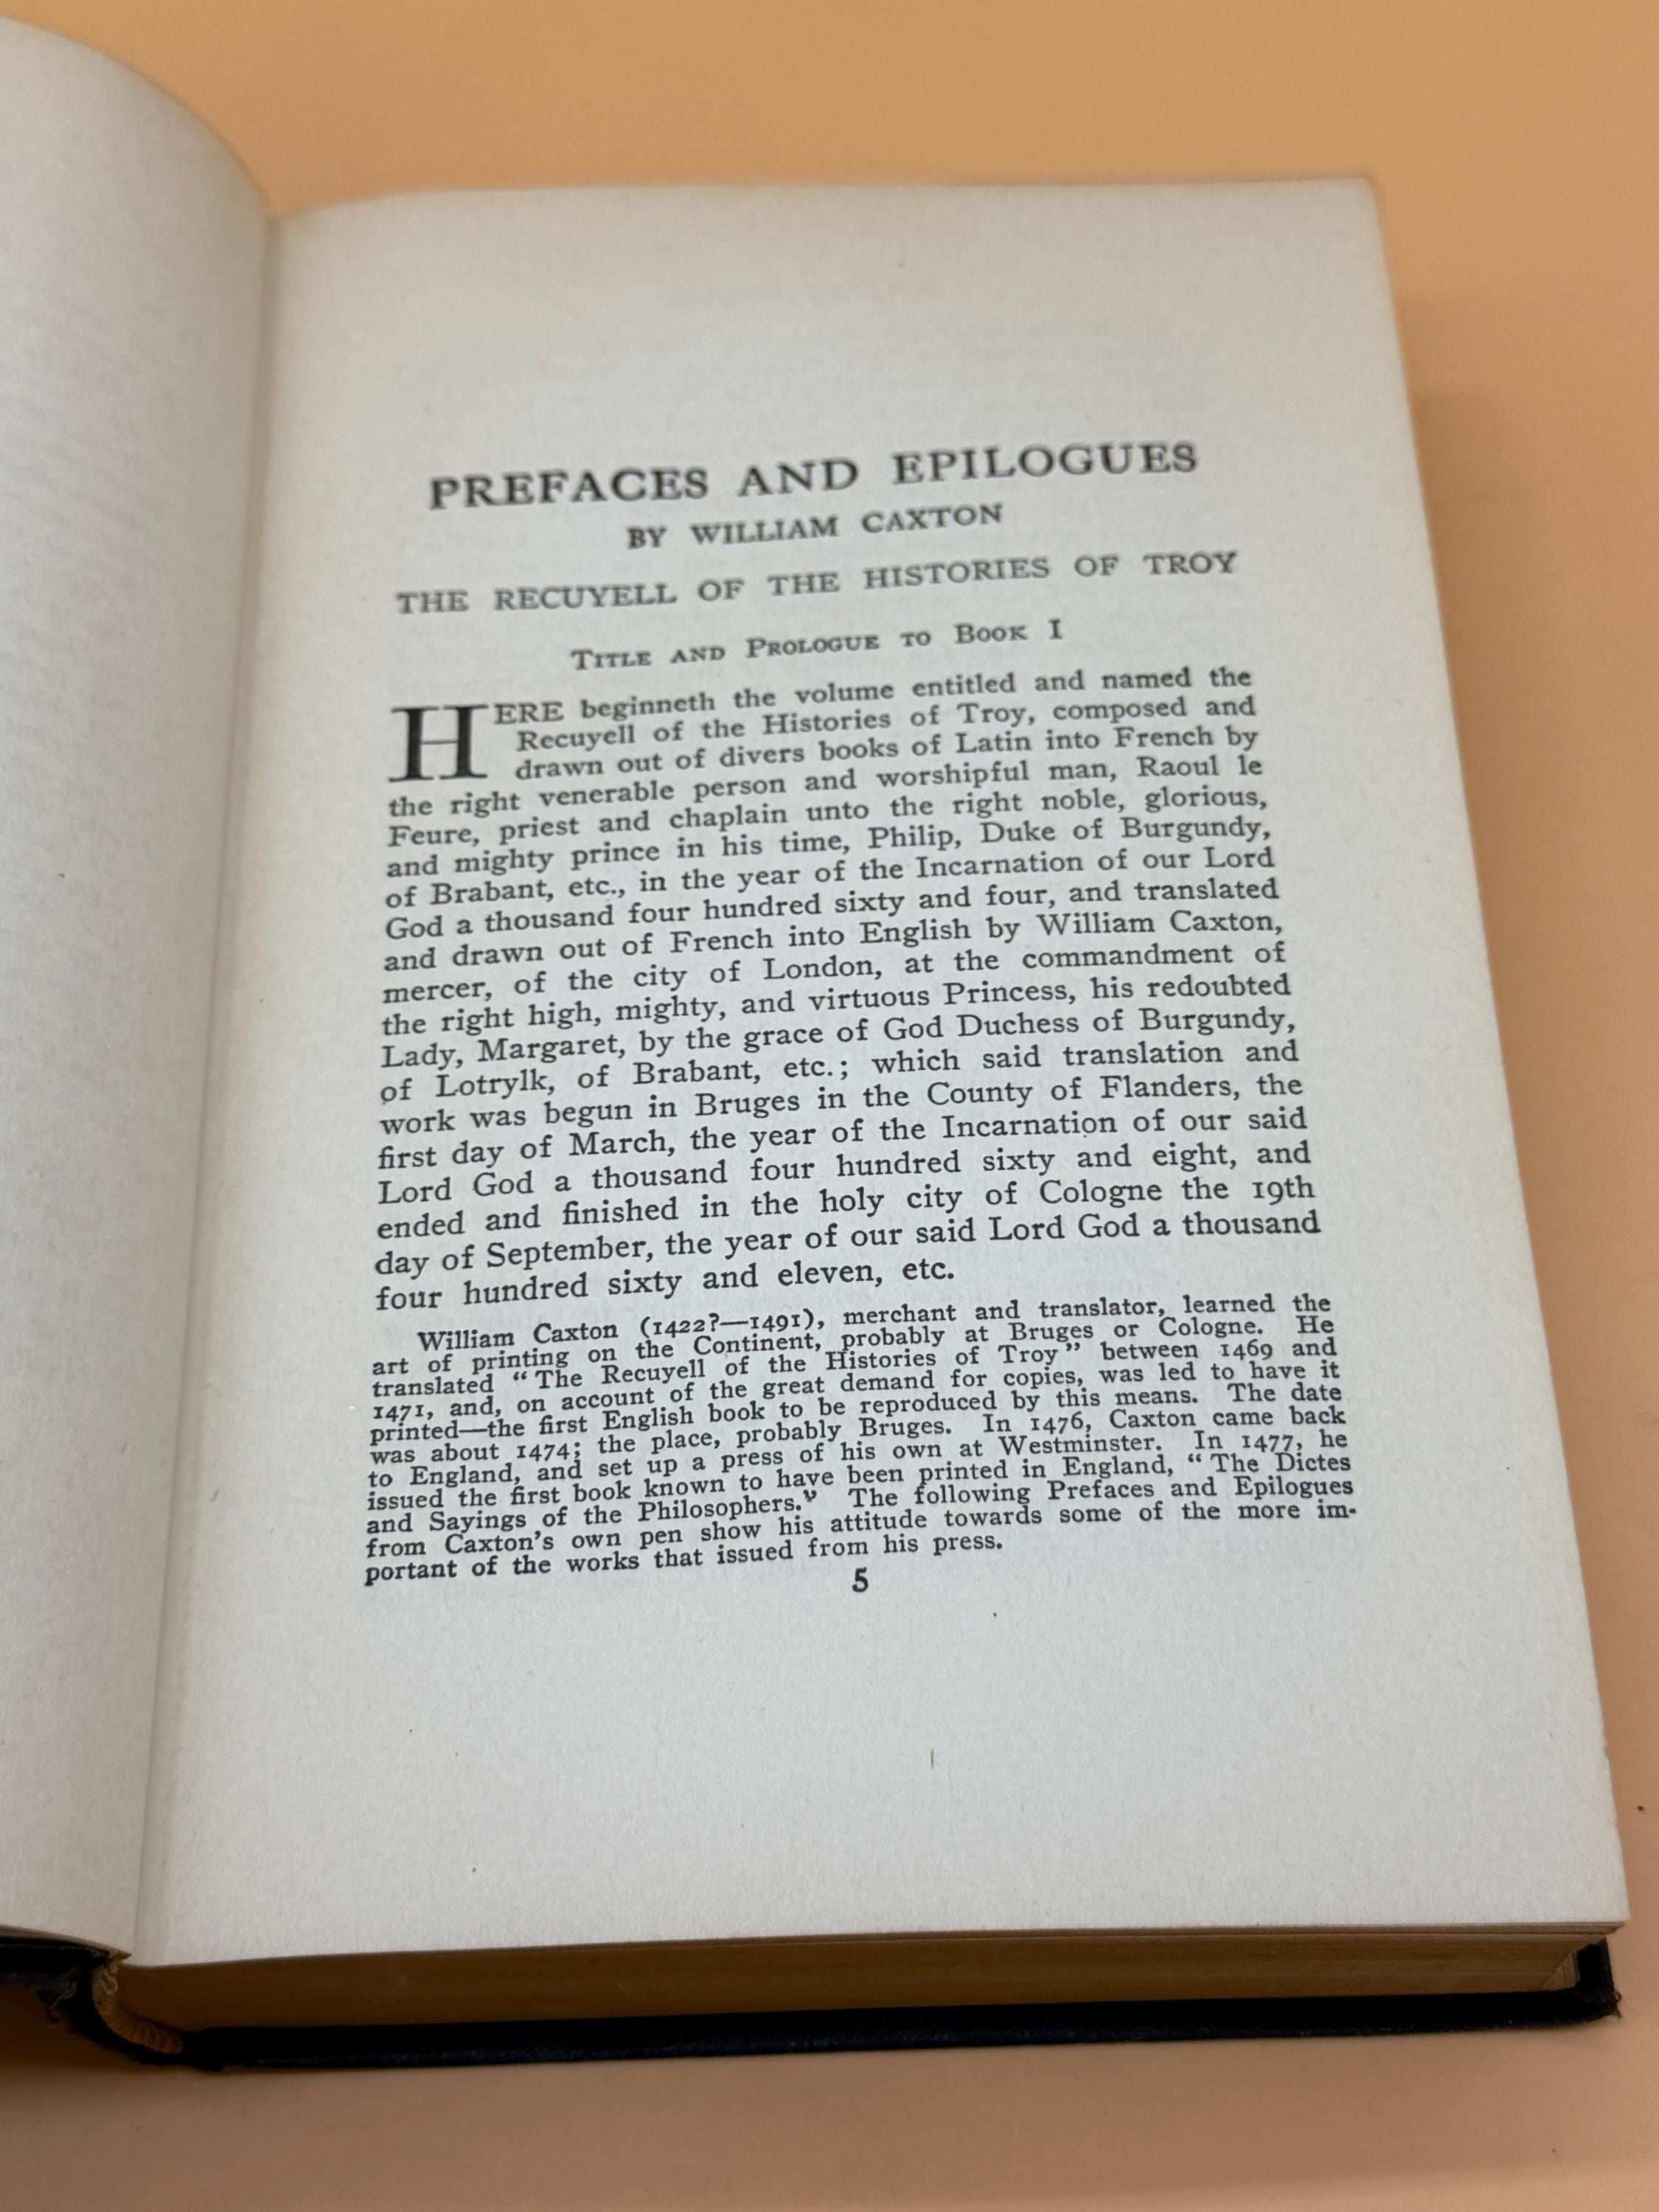 PREFACES AND EPILOGUES
BY WILLIAM CAXTON
THE RECUYELL OF THE HISTORIES OF TROY
TITLE AND PROLOGUE TO BOOK I
HERE beginneth the volume entitled and named the
Recuyell of the Histories of Troy, composed and
drawn out of divers books of Latin into French by
the right venerable person and worshipful man, Raoul le
Feure, priest and chaplain unto the right noble, glorious,
and mighty prince in his time, Philip, Duke of Burgundy,
of Brabant, etc., in the year of the Incarnation of our Lord
God a thousand four hundred sixty and four, and translated
and drawn out of French into English by William Caxton,
mercer, of the city of London, at the commandment of
the right high, mighty, and virtuous Princess, his redoubted
Lady, Margaret, by the grace of God Duchess of Burgundy,
of Lotrylk, of Brabant, etc.; which said translation and
work was begun in Bruges in the County of Flanders, the
first day of March, the year of the Incarnation of our said
Lord God a thousand four hundred sixty and eight, and
ended and finished in the holy city of Cologne the 19th
day of September, the year of our said Lord God a thousand
four hundred sixty and eleven, etc.
William Caxton (1422?—1491), merchant and translator, learned the
art of printing on the Continent, probably at Bruges or Cologne. He
translated "The Recuyell of the Histories of Troy" between 1469 and
1471, and, on account of the great demand for copies, was led to have it
printed—the first English book to be reproduced by this means. The date
was about 1474; the place, probably Bruges. In 1476, Caxton came back
to England, and set up a press of his own at Westminster. In 1477, he
issued the first book known to have been printed in England, "The Dictes
and Sayings of the Philosophers." The following Prefaces and Epilogues
from Caxton's own pen show his attitude towards some of the more im-
portant of the works that issued from his press.
5